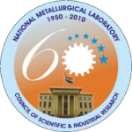 NATIONAL METALLURGICAL LABORATORY
1950 - 2010
60
COUNCIL OF SCIENTIFIC & INDUSTRIAL RESEARCH